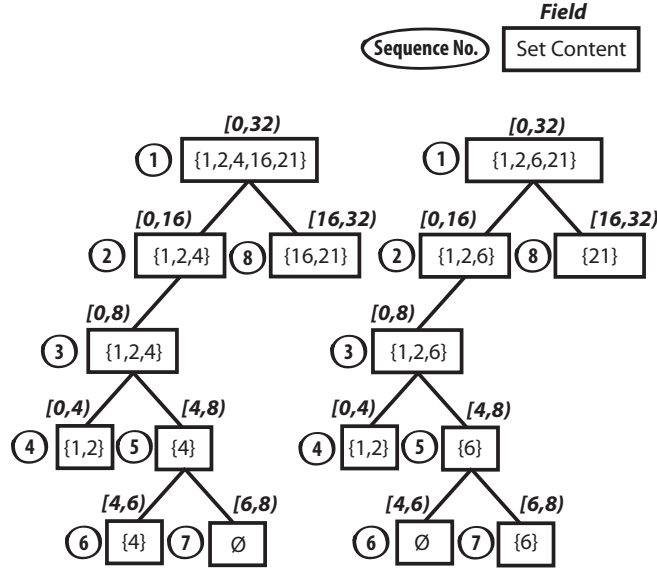 Field
Sequence No. Set Content
[0,32) [0,32)
1 {1,2,4,16,21} 1 {1,2,6,21}
[0,16) [16,32) [0,16) [16,32)
2 {1,2,4} 8 {16,21} 2 {1,2,6} 8 {21}
[0,8) [0,8)
3 {1,2,4} 3 {1,2,6}
[0,4) [4,8) [0,4) [4,8)
4 {1,2} 5 {4} 4 {1,2} 5 {6}
[4,6) [6,8) [4,6) [6,8)
6 {4} 7 Ø 6 Ø 7 {6}